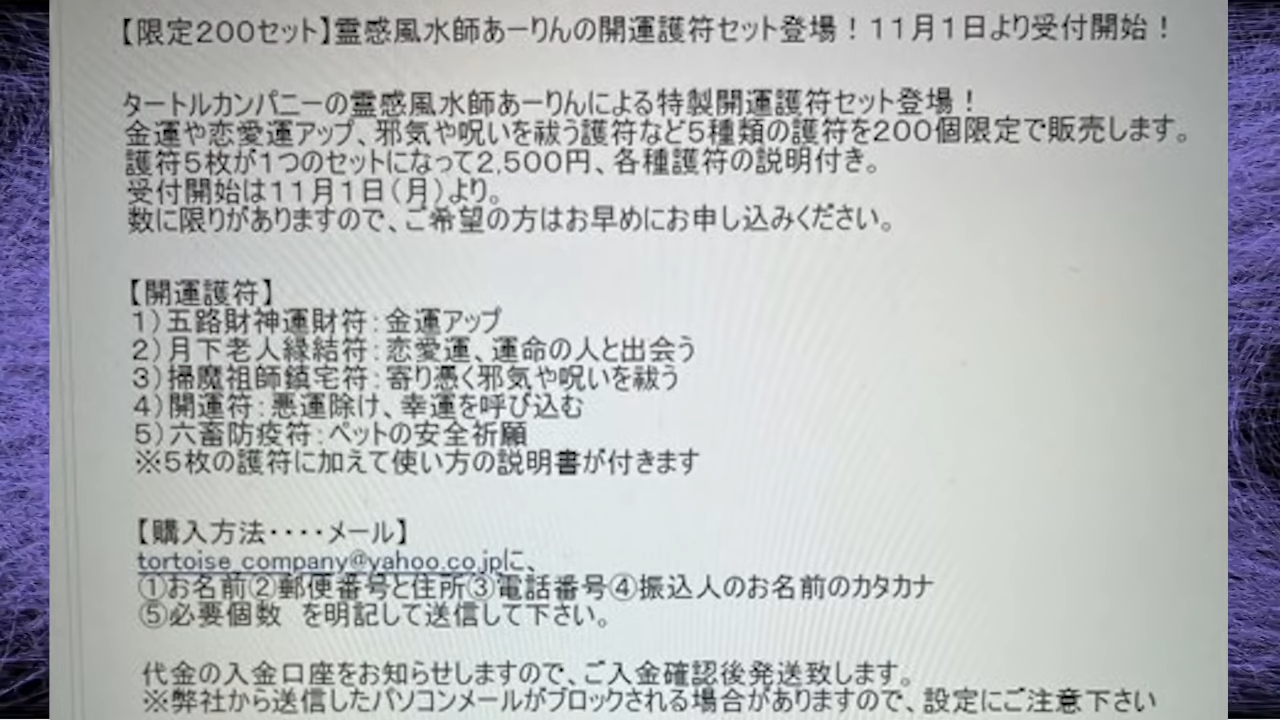 【限定200セット】霊感風水師あーりんの開運護符セット登場！11月1日より受付開始！
タートルカンパニーの霊感風水師あーりんによる特製開運護符セット登場！
金運や恋愛運アップ、邪気や呪いを祓う護符など5種類の護符を200個限定で販売します。
護符5枚が1つのセットになって2,500円、各種護符の説明付き。
受付開始は11月1日（月）より。
数に限りがありますので、ご希望の方はお早めにお申し込みください。
【開運護符】
1）五路財神運財符：金運アップ
2）月下老人縁結符：恋愛運、運命の人と出会う
3）掃魔祖師鎮宅符：寄り憑く邪気や呪いを祓う
4）開運符：悪運除け、幸運を呼び込む
5）六畜防疫符：ペットの安全祈願
※5枚の護符に加えて使い方の説明書が付きます
【購入方法・・・・メール】
tortoise_company@yahoo.co.jpに、
①お名前②郵便番号と住所③電話番号④振込人のお名前のカタカナ
⑤必要個数　を明記して送信して下さい。
代金の入金口座をお知らせしますので、ご入金確認後発送致します。
※弊社から送信したパソコンメールがブロックされる場合がありますので、設定にご注意下さい